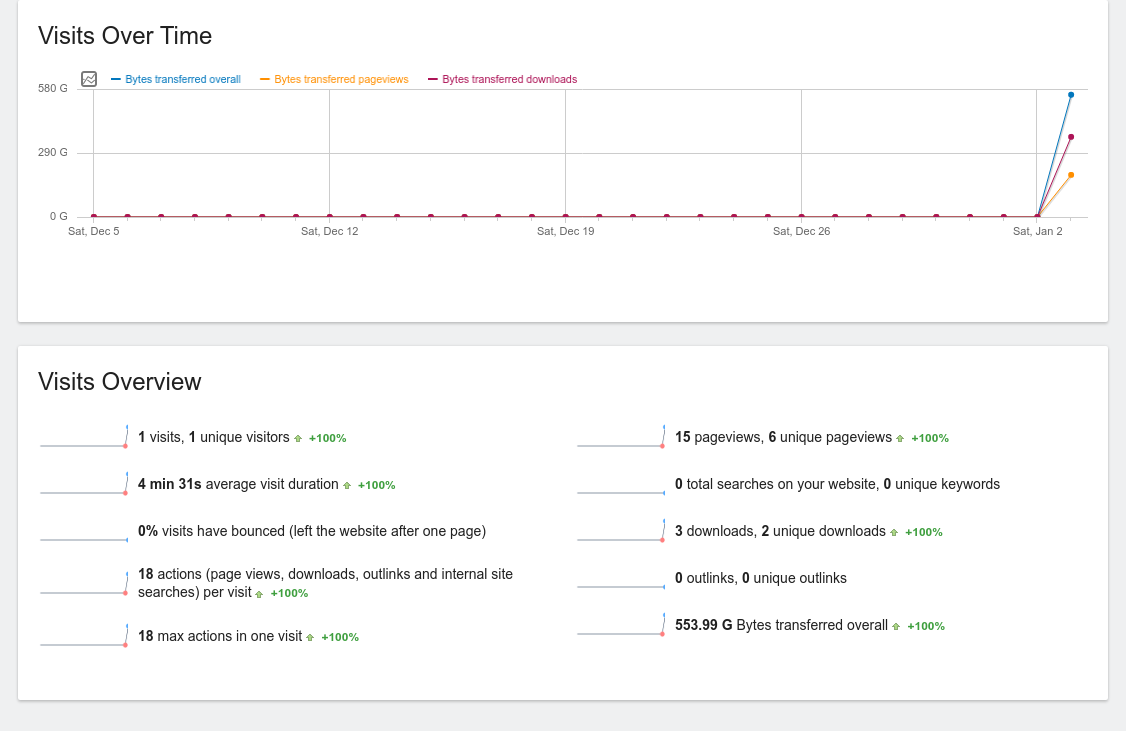 Visits Over Time
Bytes transferred overall Bytes transferred pageviews Bytes transferred downloads
580 G
290 G
0 G
Sat, Dec 5 Sat, Dec 12 Sat, Dec 19 Sat, Dec 26 Sat, Jan 2
Visits Overview
1 visits, 1 unique visitors +100%
4 min 31s average visit duration +100%
0% visits have bounced (left the website after one page)
18 actions (page views, downloads, outlinks and internal site
searches) per visit +100%
18 max actions in one visit +100%
15 pageviews, 6 unique pageviews +100%
0 total searches on your website, 0 unique keywords
3 downloads, 2 unique downloads +100%
0 outlinks, 0 unique outlinks
553.99 G Bytes transferred overall +100%